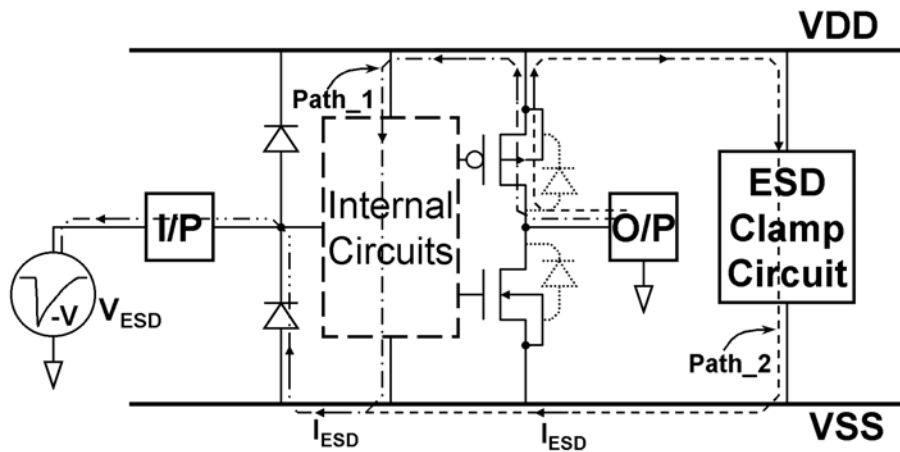 VDD
Path_1
I/P
Internal
Circuits
O/P
ESD
Clamp
Circuit
-V
VESD
Path_2
IESD
IESD
VSS